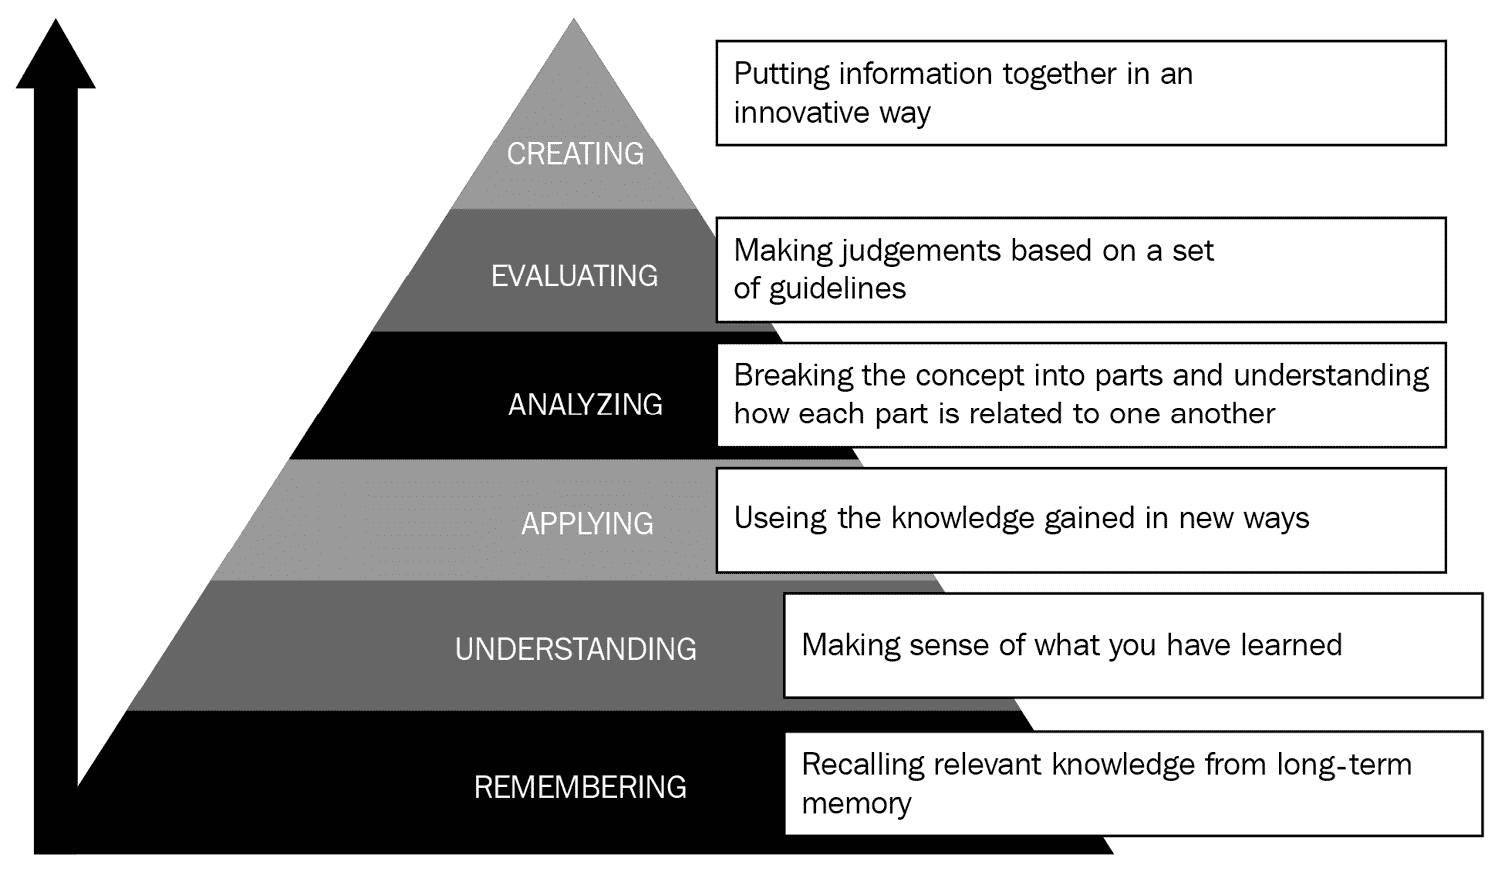 CREATING
Putting information together in an
innovative way
EVALUATING
Making judgements based on a set
of guidelines
ANALYZING
Breaking the concept into parts and understanding
how each part is related to one another
APPLYING
Useing the knowledge gained in new ways
UNDERSTANDING
Making sense of what you have learned
REMEMBERING
Recalling relevant knowledge from long-term
memory